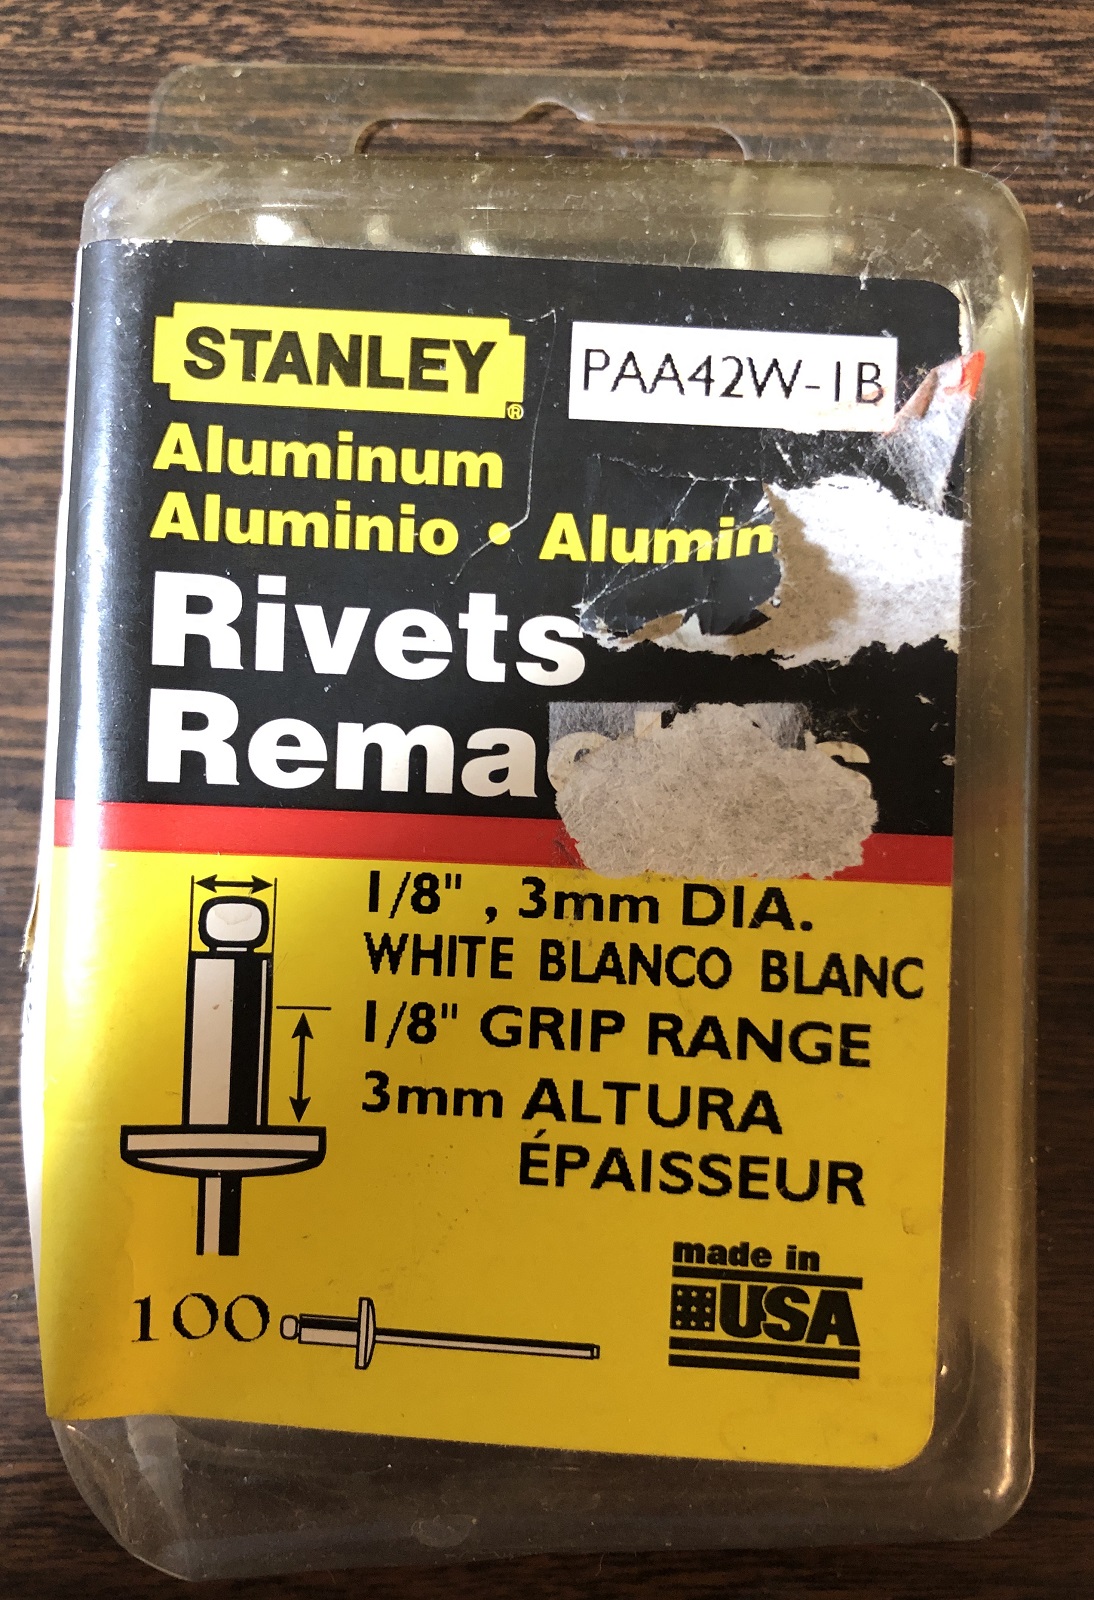 STANLEY®
PAA42W-1B
Aluminum
Aluminio • Alumin
Rivets
Rema
1/8", 3mm DIA.
WHITE BLANCO BLANC
1/8" GRIP RANGE
3mm ALTURA
ÉPAISSEUR
made in
USA
100